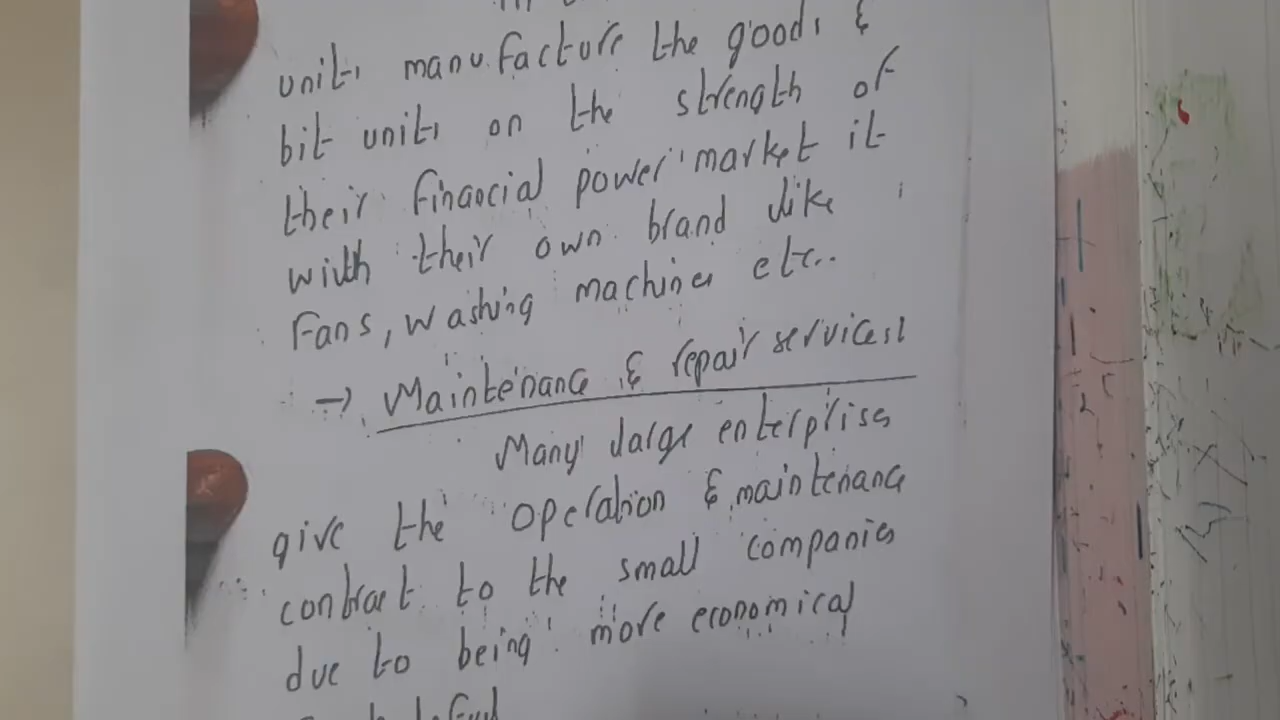 units manufacture the goods &
bit units on the strength of
their financial power market it
with their own brand like
Fans, washing machines etc..
→ Maintenance & repair services:
Many large enterprises
give the operation & maintenance
contract to the small companies
due to being more economical